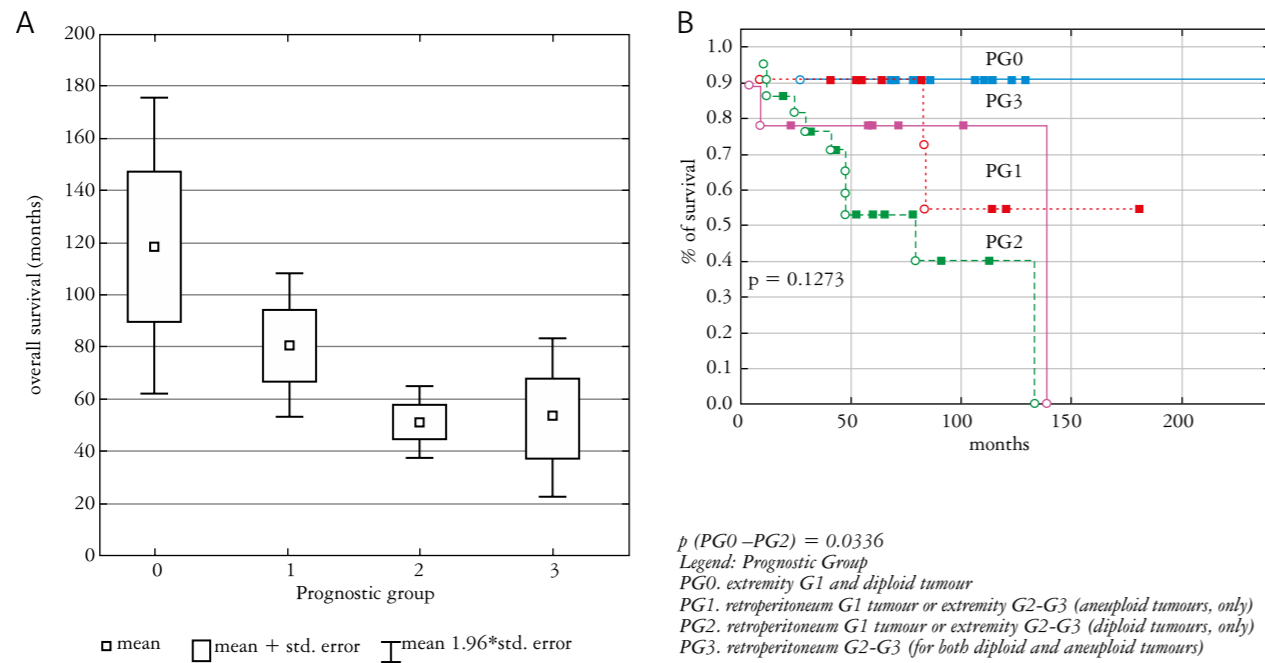 A
200
180
160
140
120
100
80
60
40
20
0
overall survival (months)
0 1 2 3
Prognostic group
mean mean + std. error mean 1.96*std. error
B
1.0
0.9
0.8
0.7
0.6
0.5
0.4
0.3
0.2
0.1
0.0
% of survival
PG0
PG3
PG1
PG2
p = 0.1273
0 50 100 150 200
months
p (PG0 –PG2) = 0.0336
Legend: Prognostic Group
PG0. extremity G1 and diploid tumour
PG1. retroperitoneum G1 tumour or extremity G2-G3 (aneuploid tumours, only)
PG2. retroperitoneum G1 tumour or extremity G2-G3 (diploid tumours, only)
PG3. retroperitoneum G2-G3 (for both diploid and aneuploid tumours)